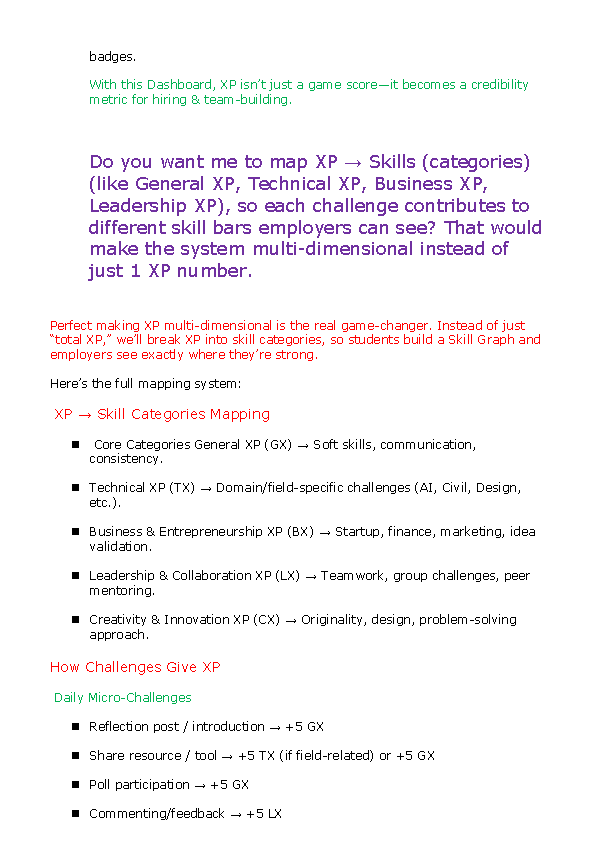 badges.
With this Dashboard, XP isn’t just a game score—it becomes a credibility
metric for hiring & team-building.
Do you want me to map XP → Skills (categories)
(like General XP, Technical XP, Business XP,
Leadership XP), so each challenge contributes to
different skill bars employers can see? That would
make the system multi-dimensional instead of
just 1 XP number.
Perfect making XP multi-dimensional is the real game-changer. Instead of just
“total XP,” we’ll break XP into skill categories, so students build a Skill Graph and
employers see exactly where they’re strong.
Here’s the full mapping system:
XP → Skill Categories Mapping
■ Core Categories General XP (GX) → Soft skills, communication,
consistency.
■ Technical XP (TX) → Domain/field-specific challenges (AI, Civil, Design,
etc.).
■ Business & Entrepreneurship XP (BX) → Startup, finance, marketing, idea
validation.
■ Leadership & Collaboration XP (LX) → Teamwork, group challenges, peer
mentoring.
■ Creativity & Innovation XP (CX) → Originality, design, problem-solving
approach.
How Challenges Give XP
Daily Micro-Challenges
■ Reflection post / introduction → +5 GX
■ Share resource / tool → +5 TX (if field-related) or +5 GX
■ Poll participation → +5 GX
■ Commenting/feedback → +5 LX